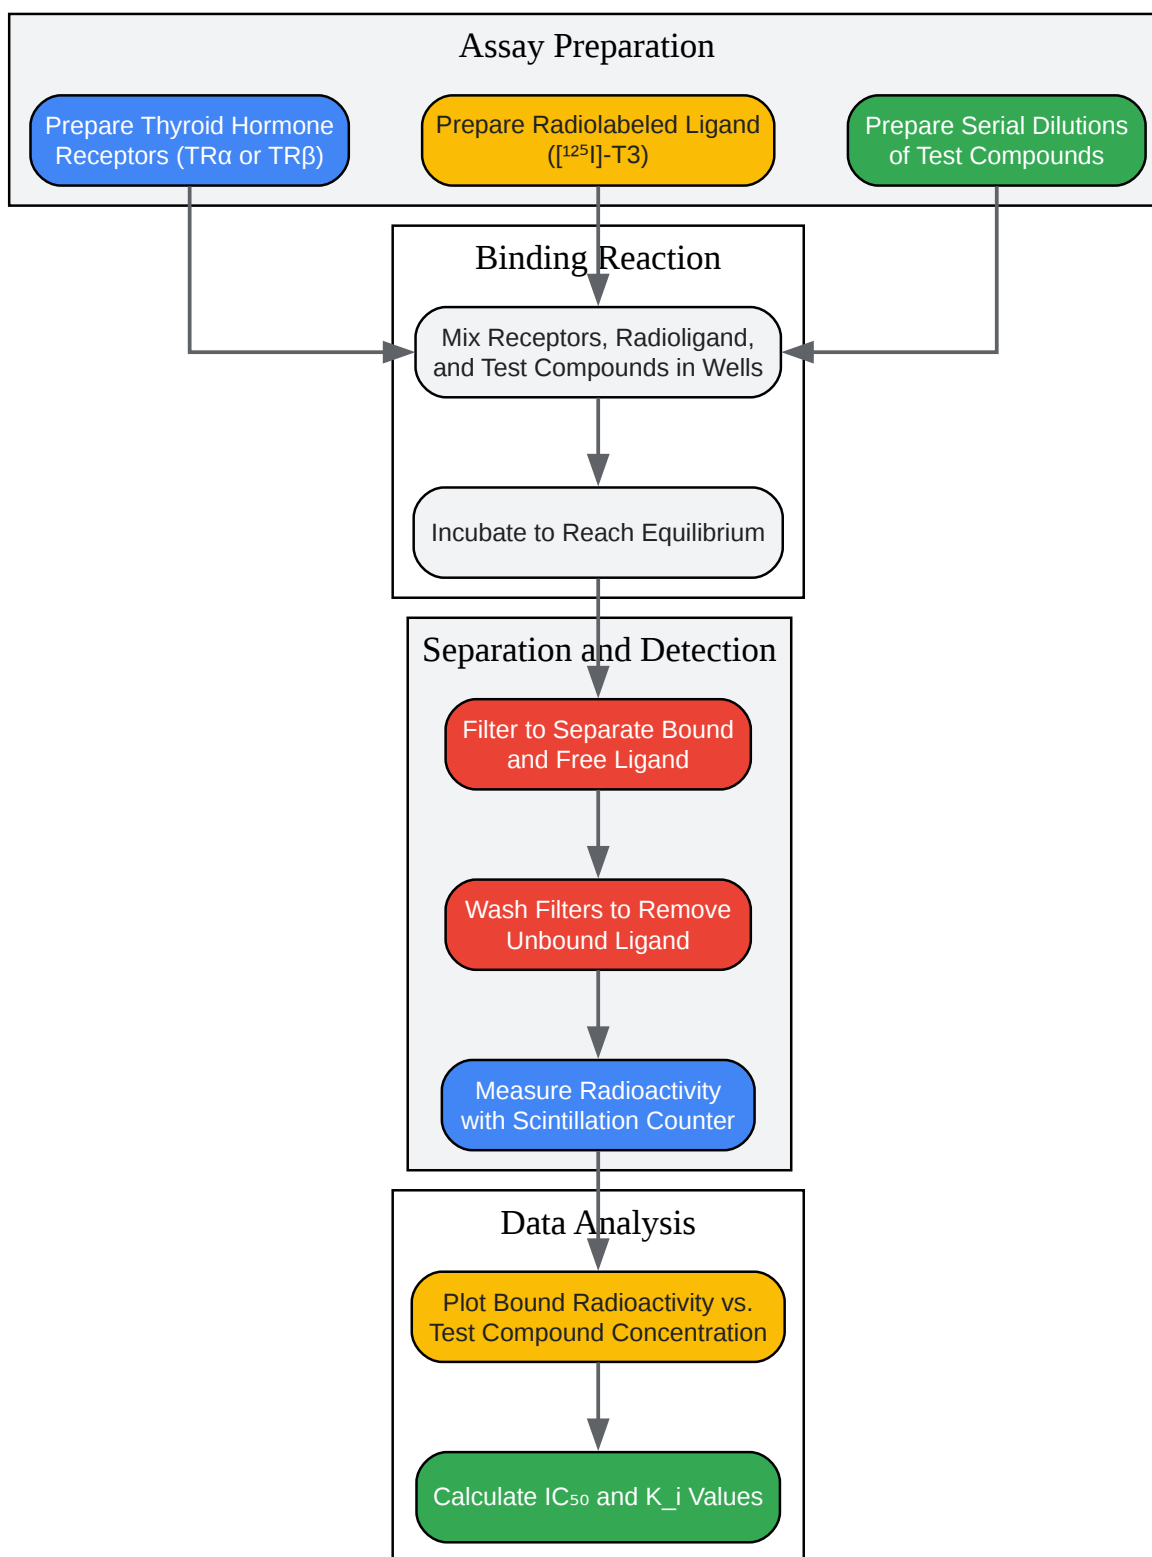 Assay Preparation
Prepare Thyroid Hormone
Receptors (TRα or TRβ)
Prepare Radiolabeled Ligand
([¹²⁵I]-T3)
Prepare Serial Dilutions
of Test Compounds
Binding Reaction
Mix Receptors, Radioligand,
and Test Compounds in Wells
Incubate to Reach Equilibrium
Separation and Detection
Filter to Separate Bound
and Free Ligand
Wash Filters to Remove
Unbound Ligand
Measure Radioactivity
with Scintillation Counter
Data Analysis
Plot Bound Radioactivity vs.
Test Compound Concentration
Calculate IC₅₀ and K_i Values